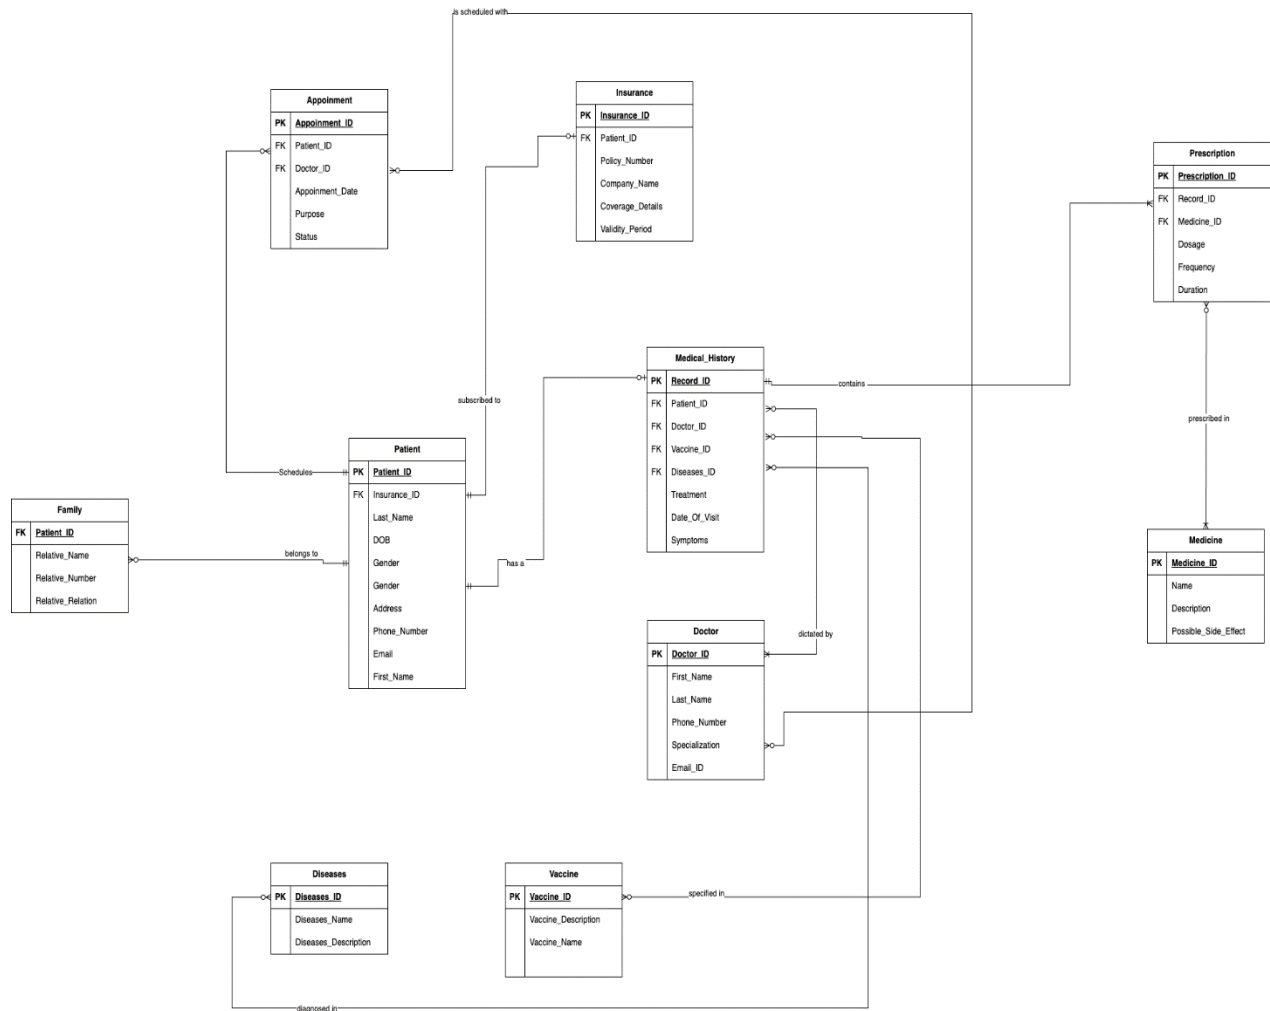 is scheduled with
Appoinment
PK Appoinment_ID
FK Patient_ID
FK Doctor_ID
Appoinment_Date
Purpose
Status
Insurance
PK Insurance_ID
FK Patient_ID
Policy_Number
Company_Name
Coverage_Details
Validity_Period
Prescription
PK Prescription_ID
FK Record_ID
FK Medicine_ID
Dosage
Frequency
Duration
Medical_History
PK Record_ID
FK Patient_ID
FK Doctor_ID
FK Vaccine_ID
FK Diseases_ID
Treatment
Date_Of_Visit
Symptoms
contains
subscribed to
prescribed in
Patient
PK Patient_ID
FK Insurance_ID
Last_Name
DOB
Gender
Gender
Address
Phone_Number
Email
First_Name
Schedules
Family
FK Patient_ID
Relative_Name
Relative_Number
Relative_Relation
belongs to
has a
Medicine
PK Medicine_ID
Name
Description
Possible_Side_Effect
Doctor
PK Doctor_ID
First_Name
Last_Name
Phone_Number
Specialization
Email_ID
dictated by
Diseases
PK Diseases_ID
Diseases_Name
Diseases_Description
Vaccine
PK Vaccine_ID
Vaccine_Description
Vaccine_Name
specified in
diagnosed in